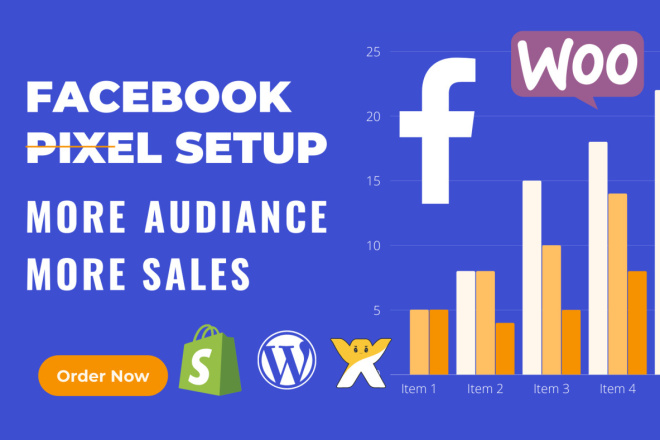 FACEBOOK
PIXEL SETUP
MORE AUDIANCE
MORE SALES
Order Now
S
W
f
WOO
25
20
15
10
5
Item 1
Item 2
Item 3
Item 4